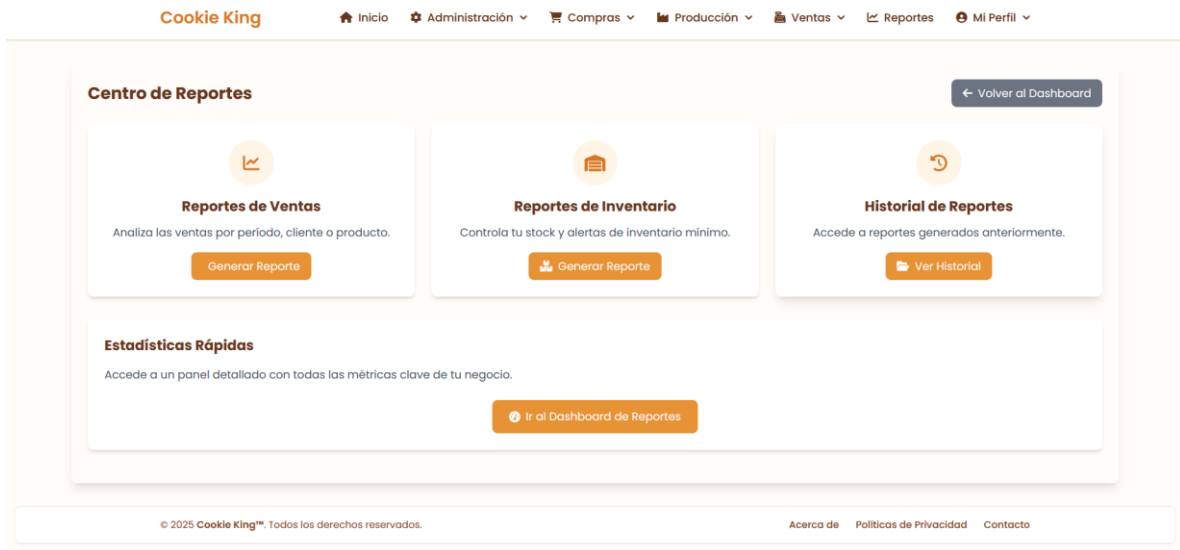 Cookie King Inicio Administración Compras Producción Ventas Reportes Mi Perfil
Centro de Reportes
Volver al Dashboard
Reportes de Ventas
Analiza las ventas por período, cliente o producto.
Generar Reporte
Reportes de Inventario
Controla tu stock y alertas de inventario mínimo.
Generar Reporte
Historial de Reportes
Accede a reportes generados anteriormente.
Ver Historial
Estadísticas Rápidas
Accede a un panel detallado con todas las métricas clave de tu negocio.
Ir al Dashboard de Reportes
© 2025 Cookie King™. Todos los derechos reservados.
Acerca de Políticas de Privacidad Contacto